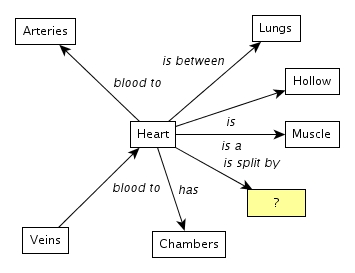 Arteries
Lungs
is between
blood to
Hollow
is
Heart
Muscle
is a
is split by
blood to
has
?
Veins
Chambers